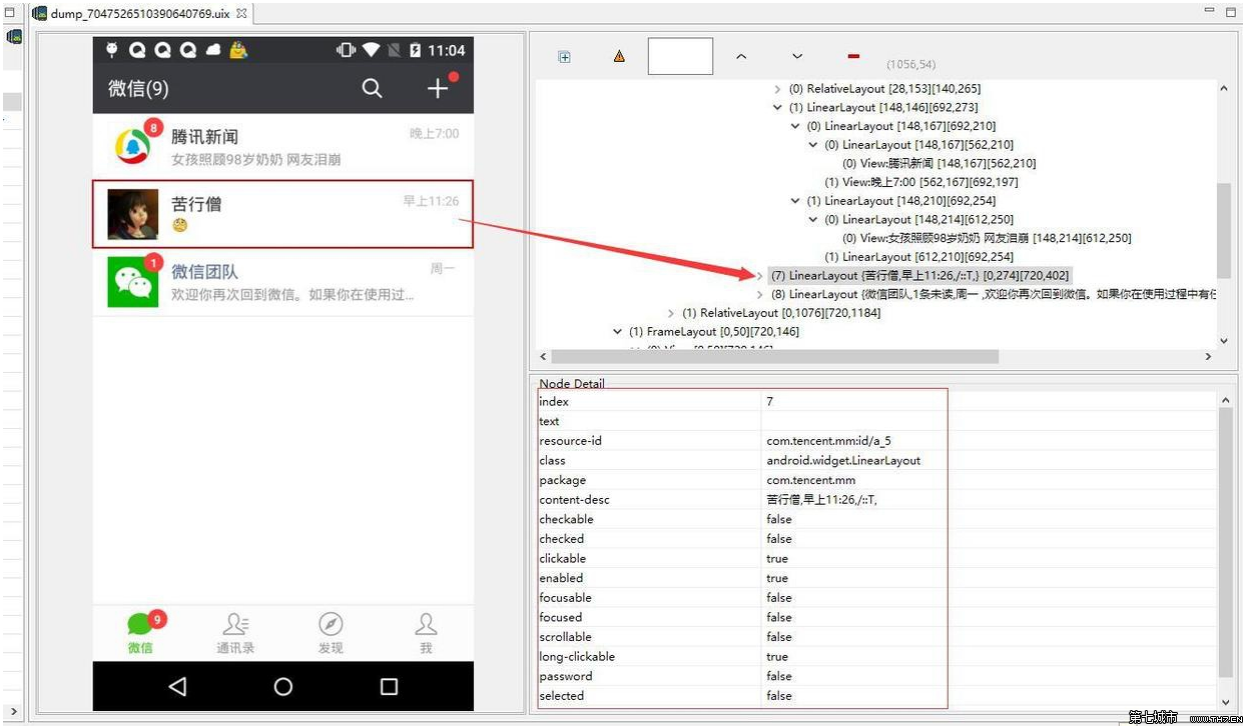 dump_7047526510390640769.uix
11:04
微信(9)
8
腾讯新闻
晚上7:00
女孩照顾98岁奶奶 网友泪崩
苦行僧
早上11:26
1
微信团队
周一
欢迎你再次回到微信。如果你在使用过...
9
微信
通讯录
发现
我
(1056,54)
(0) RelativeLayout [28,153][140,265]
(1) LinearLayout [148,146][692,273]
(0) LinearLayout [148,167][692,210]
(0) LinearLayout [148,167][562,210]
(0) View:腾讯新闻 [148,167][562,210]
(1) View:晚上7:00 [562,167][692,197]
(1) LinearLayout [148,210][692,254]
(0) LinearLayout [148,214][612,250]
(0) View:女孩照顾98岁奶奶 网友泪崩 [148,214][612,250]
(1) LinearLayout [612,210][692,254]
(7) LinearLayout {苦行僧,早上11:26,/::T,} [0,274][720,402]
(8) LinearLayout {微信团队,1条未读,周一 ,欢迎你再次回到微信。如果你在使用过程中有任
(1) RelativeLayout [0,1076][720,1184]
(1) FrameLayout [0,50][720,146]
Node Detail
index 7
text
resource-id com.tencent.mm:id/a_5
class android.widget.LinearLayout
package com.tencent.mm
content-desc 苦行僧,早上11:26,/::T,
checkable false
checked false
clickable true
enabled true
focusable false
focused false
scrollable false
long-clickable true
password false
selected false
第七城市 WWW.TH7.CN